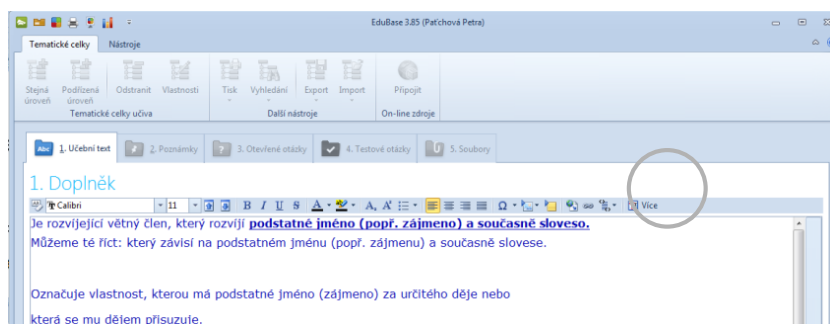 EduBase 3.85 (Paťchová Petra)
Tematické celky Nástroje
Stejná úroveň Podřízená úroveň Odstranit Vlastnosti Tisk Vyhledání Export Import Připojit
Tematické celky učiva Další nástroje On-line zdroje
Abc 1. Učební text 2. Poznámky ? 3. Otevřené otázky 4. Testové otázky 5. Soubory
1. Doplněk
Calibri 11 B I U S A A, A' Ω Více
Je rozvíjející větný člen, který rozvíjí podstatné jméno (popř. zájmeno) a současně sloveso.
Můžeme té říct: který závisí na podstatném jménu (popř. zájmenu) a současně slovese.
Označuje vlastnost, kterou má podstatné jméno (zájmeno) za určitého děje nebo
která se mu dějem přisuzuje.